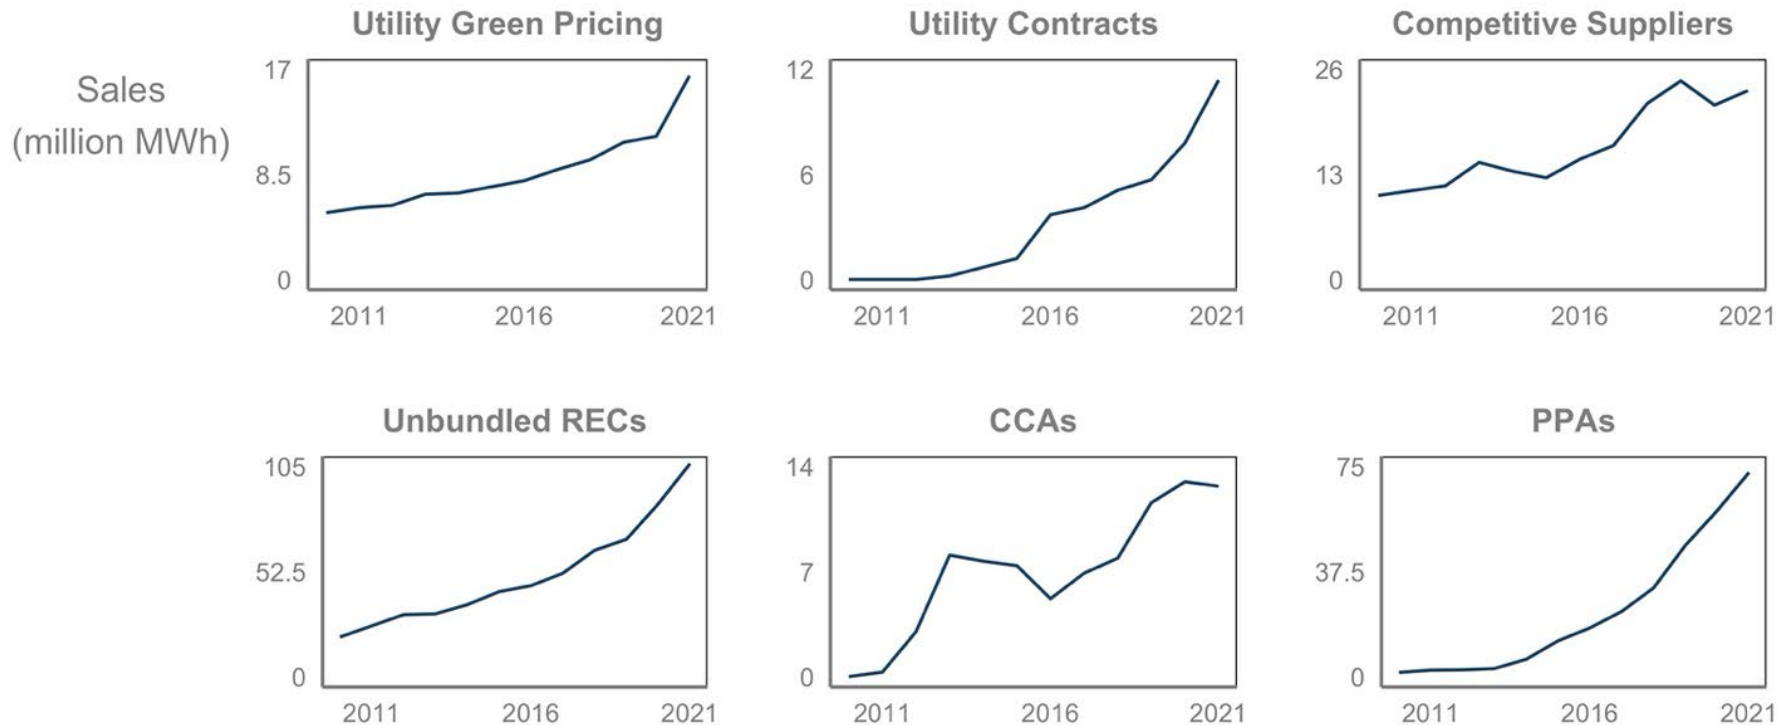 Utility Green Pricing
Utility Contracts
Competitive Suppliers
Sales
(million MWh)
17
8.5
0
2011 2016 2021
12
6
0
2011 2016 2021
26
13
0
2011 2016 2021
Unbundled RECs
CCAs
PPAs
105
52.5
0
2011 2016 2021
14
7
0
2011 2016 2021
75
37.5
0
2011 2016 2021